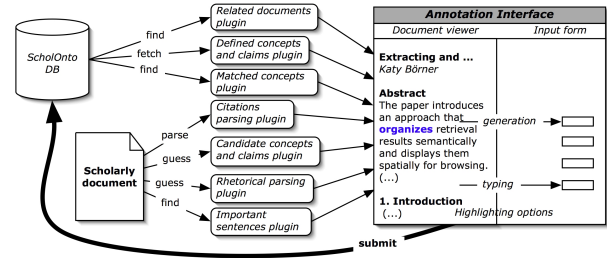 Related documents
plugin
Annotation Interface
Document viewer
Input form
find
Defined concepts
and claims plugin
ScholOnto
DB
fetch
find
Matched concepts
plugin
Extracting and ...
Katy Börner
Abstract
The paper introduces
an approach that
organizes retrieval
results semantically
and displays them
spatially for browsing.
(...)
generation
Citations
parsing plugin
parse
guess
Candidate concepts
and claims plugin
Scholarly
document
guess
find
Rhetorical parsing
plugin
typing
Important
sentences plugin
1. Introduction
(...)
Highlighting options
submit